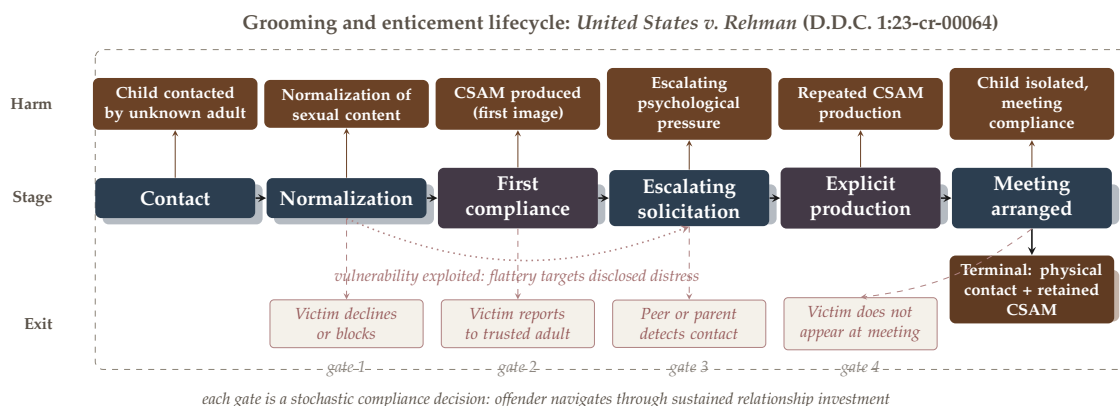 Grooming and enticement lifecycle: United States v. Rehman (D.D.C. 1:23-cr-00064)
Harm
Child contacted
by unknown adult
Normalization of
sexual content
CSAM produced
(first image)
Escalating
psychological
pressure
Repeated CSAM
production
Child isolated,
meeting
compliance
Stage
Contact
Normalization
First
compliance
Escalating
solicitation
Explicit
production
Meeting
arranged
vulnerability exploited: flattery targets disclosed distress
Terminal: physical
contact + retained
CSAM
Exit
Victim declines
or blocks
Victim reports
to trusted adult
Peer or parent
detects contact
Victim does not
appear at meeting
gate 1
gate 2
gate 3
gate 4
each gate is a stochastic compliance decision: offender navigates through sustained relationship investment